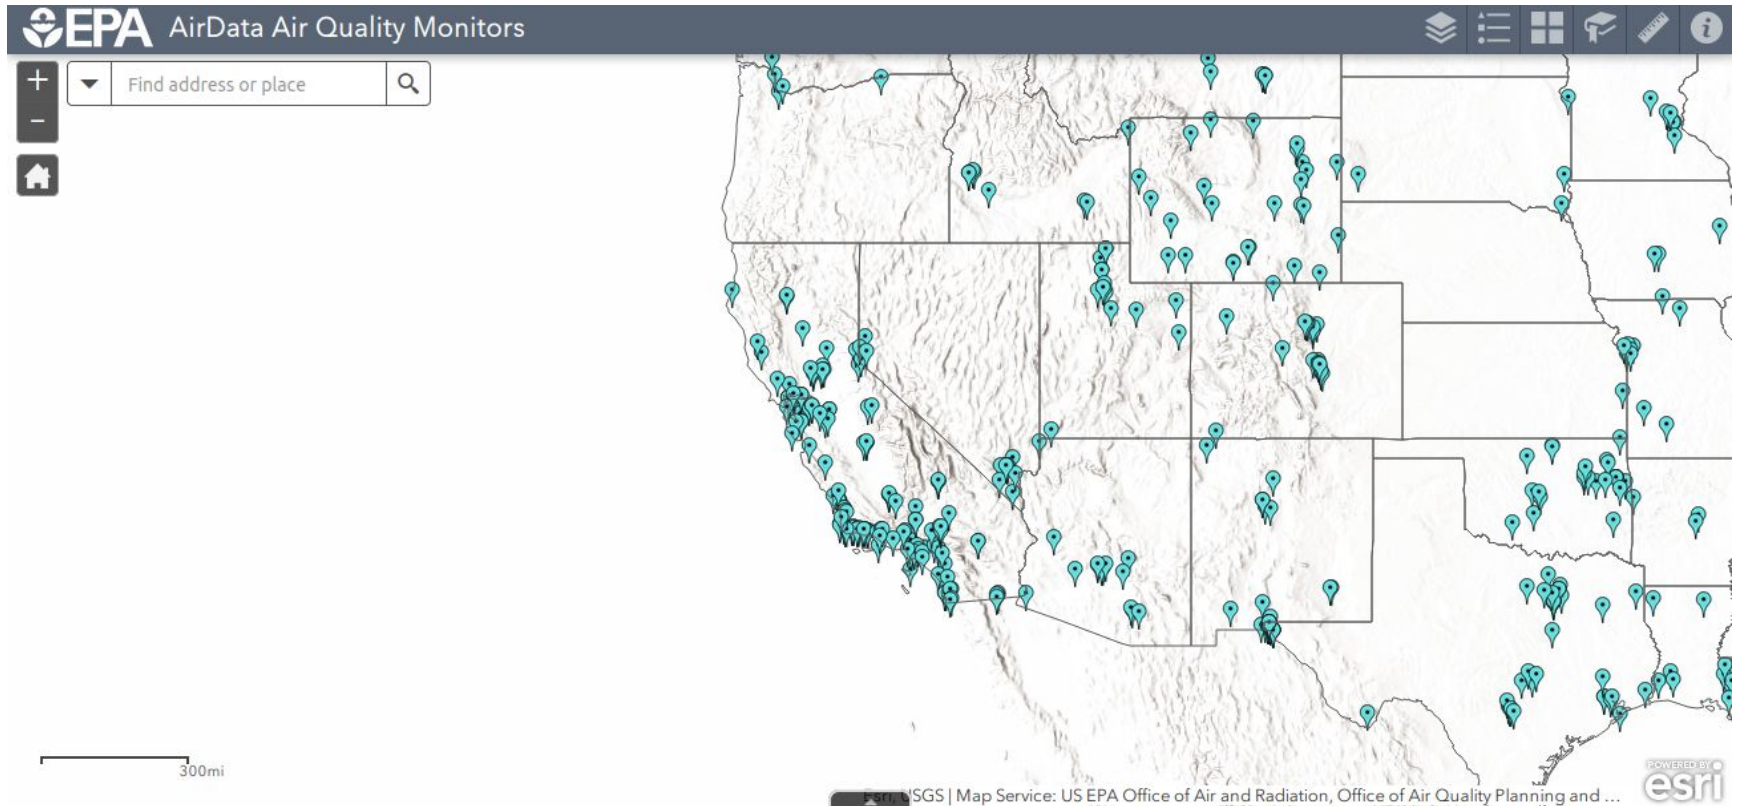 EPA AirData Air Quality Monitors
+
Find address or place
−
300mi
Esri, USGS | Map Service: US EPA Office of Air and Radiation, Office of Air Quality Planning and ...
POWERED BY
esri